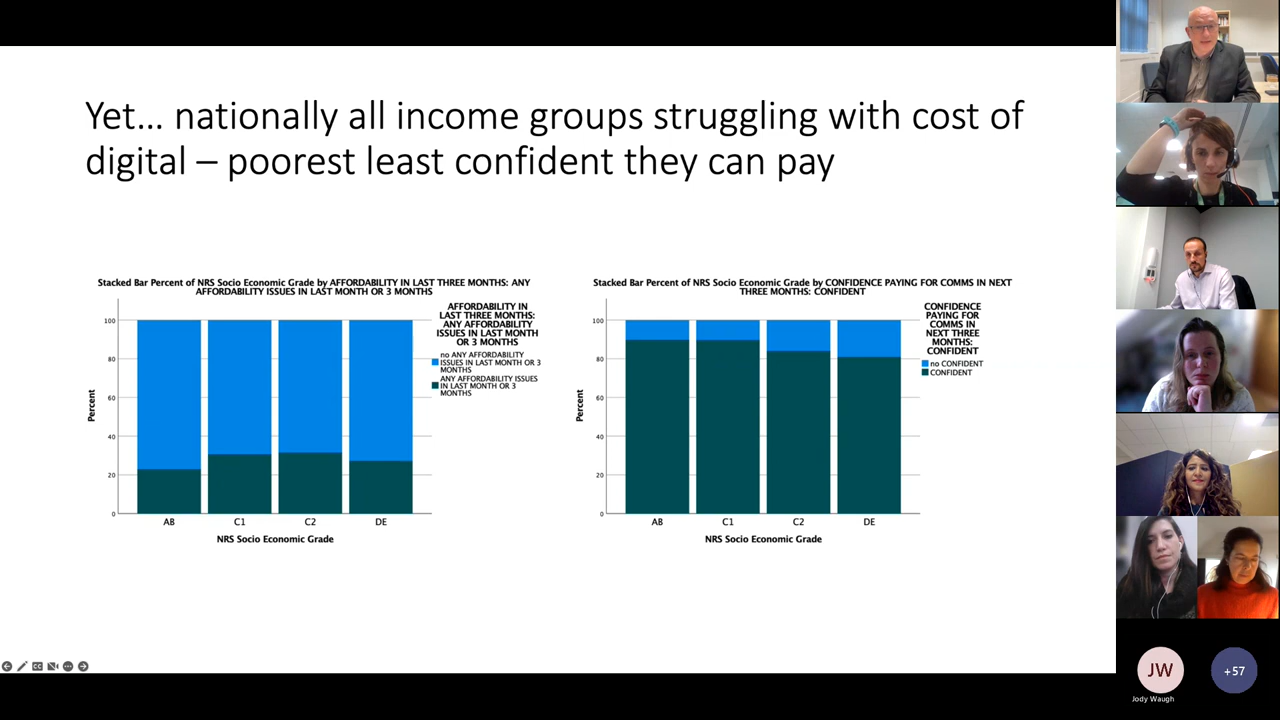 Yet... nationally all income groups struggling with cost of
digital – poorest least confident they can pay
Stacked Bar Percent of NRS Socio Economic Grade by AFFORDABILITY IN LAST THREE MONTHS: ANY
AFFORDABILITY ISSUES IN LAST MONTH OR 3 MONTHS
AFFORDABILITY IN
LAST THREE MONTHS:
ANY AFFORDABILITY
ISSUES IN LAST MONTH
OR 3 MONTHS
no ANY AFFORDABILITY
ISSUES IN LAST MONTH OR 3
MONTHS
ANY AFFORDABILITY ISSUES
IN LAST MONTH OR 3
MONTHS
Percent
100
80
60
40
20
0
AB C1 C2 DE
NRS Socio Economic Grade
Stacked Bar Percent of NRS Socio Economic Grade by CONFIDENCE PAYING FOR COMMS IN NEXT
THREE MONTHS: CONFIDENT
CONFIDENCE
PAYING FOR
COMMS IN
NEXT THREE
MONTHS:
CONFIDENT
no CONFIDENT
CONFIDENT
Percent
100
80
60
40
20
0
AB C1 C2 DE
NRS Socio Economic Grade
CC
JW
Jody Waugh
+57